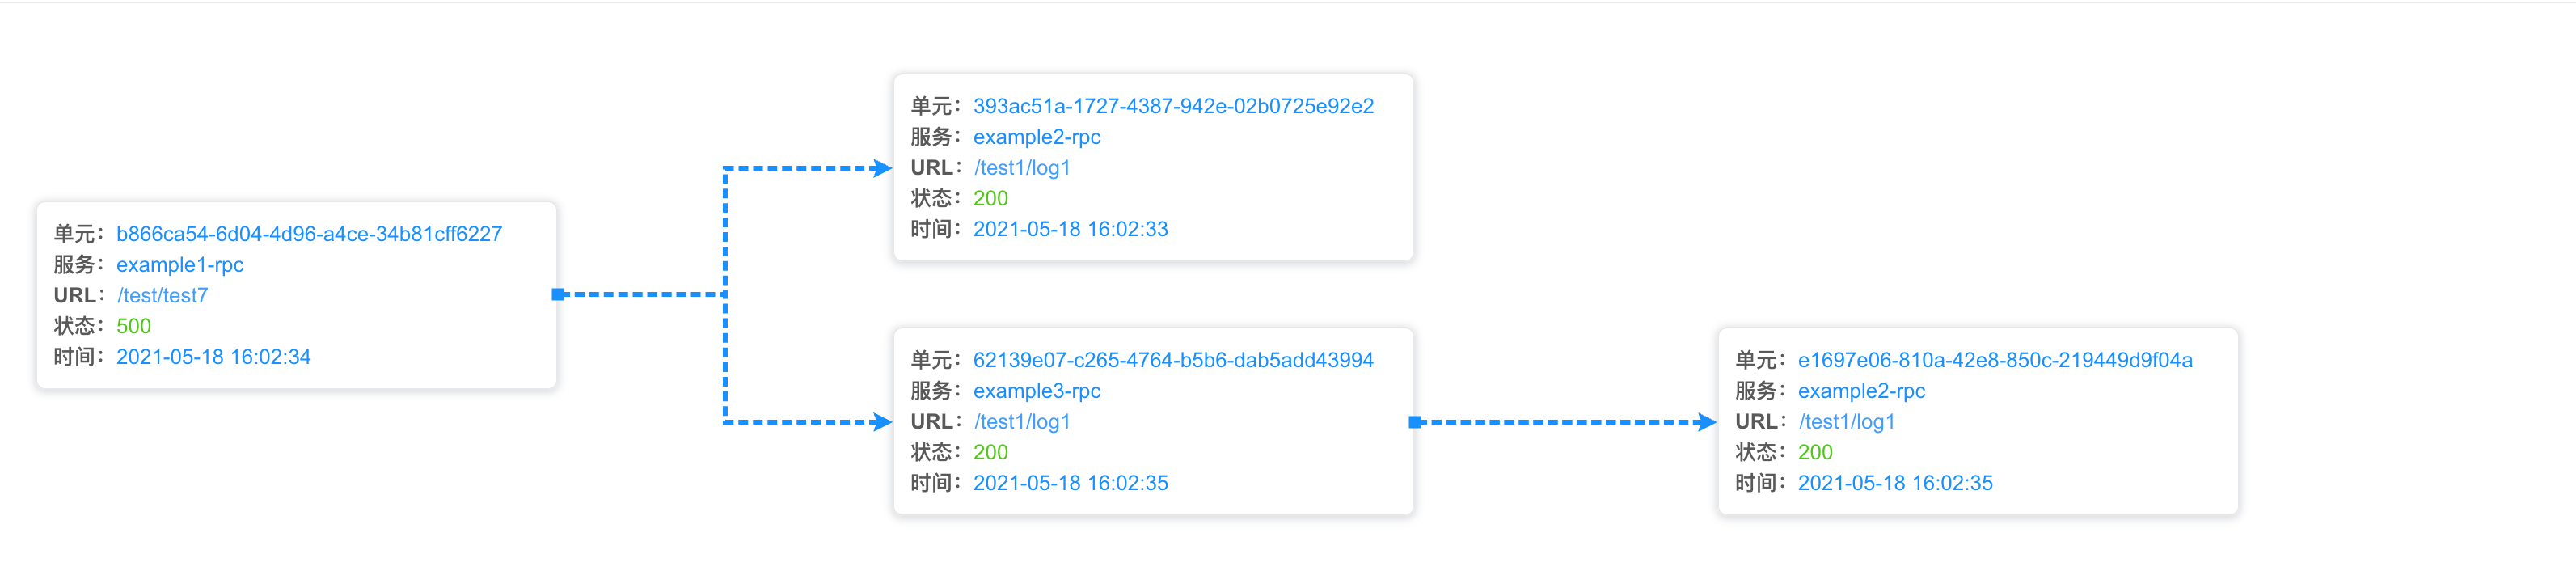 单元：b866ca54-6d04-4d96-a4ce-34b81cff6227
服务：example1-rpc
URL：/test/test7
状态：500
时间：2021-05-18 16:02:34
单元：393ac51a-1727-4387-942e-02b0725e92e2
服务：example2-rpc
URL：/test1/log1
状态：200
时间：2021-05-18 16:02:33
单元：62139e07-c265-4764-b5b6-dab5add43994
服务：example3-rpc
URL：/test1/log1
状态：200
时间：2021-05-18 16:02:35
单元：e1697e06-810a-42e8-850c-219449d9f04a
服务：example2-rpc
URL：/test1/log1
状态：200
时间：2021-05-18 16:02:35